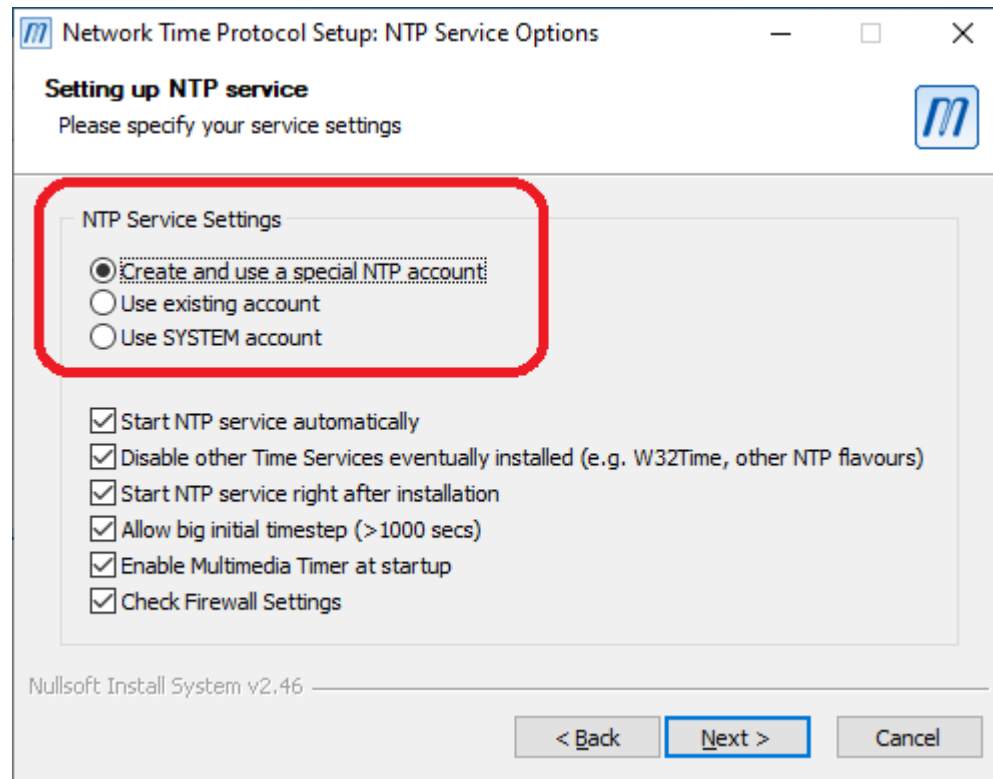 Network Time Protocol Setup: NTP Service Options
Setting up NTP service
Please specify your service settings
NTP Service Settings
Create and use a special NTP account
Use existing account
Use SYSTEM account
Start NTP service automatically
Disable other Time Services eventually installed (e.g. W32Time, other NTP flavours)
Start NTP service right after installation
Allow big initial timestep (>1000 secs)
Enable Multimedia Timer at startup
Check Firewall Settings
Nullsoft Install System v2.46
< Back Next > Cancel